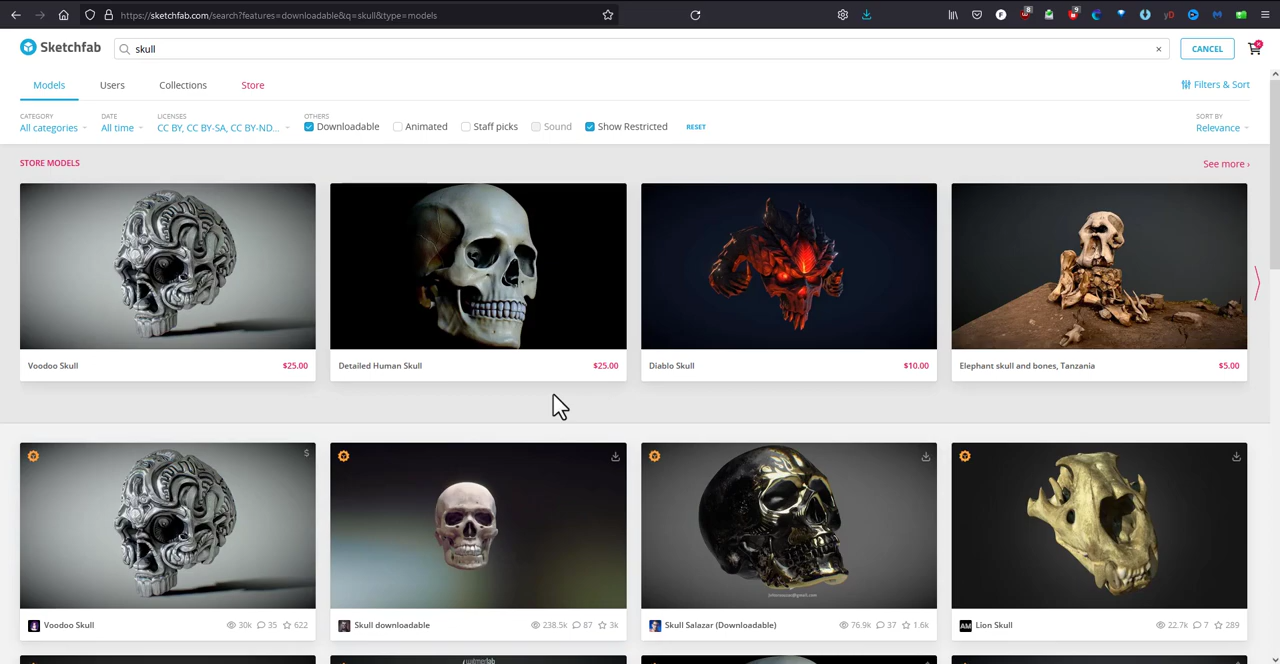 https://sketchfab.com/search?features=downloadable&q=skull&type=models
8
9
yD
Sketchfab
skull
CANCEL
Models
Users
Collections
Store
Filters & Sort
CATEGORY
All categories
DATE
All time
LICENSES
CC BY, CC BY-SA, CC BY-ND...
OTHERS
Downloadable
Animated
Staff picks
Sound
Show Restricted
RESET
SORT BY
Relevance
STORE MODELS
See more ›
Voodoo Skull
$25.00
Detailed Human Skull
$25.00
Diablo Skull
$10.00
Elephant skull and bones, Tanzania
$5.00
$
Voodoo Skull
30k
35
622
Skull downloadable
238.5k
87
3k
Skull Salazar (Downloadable)
76.9k
37
1.6k
AM
Lion Skull
22.7k
7
289